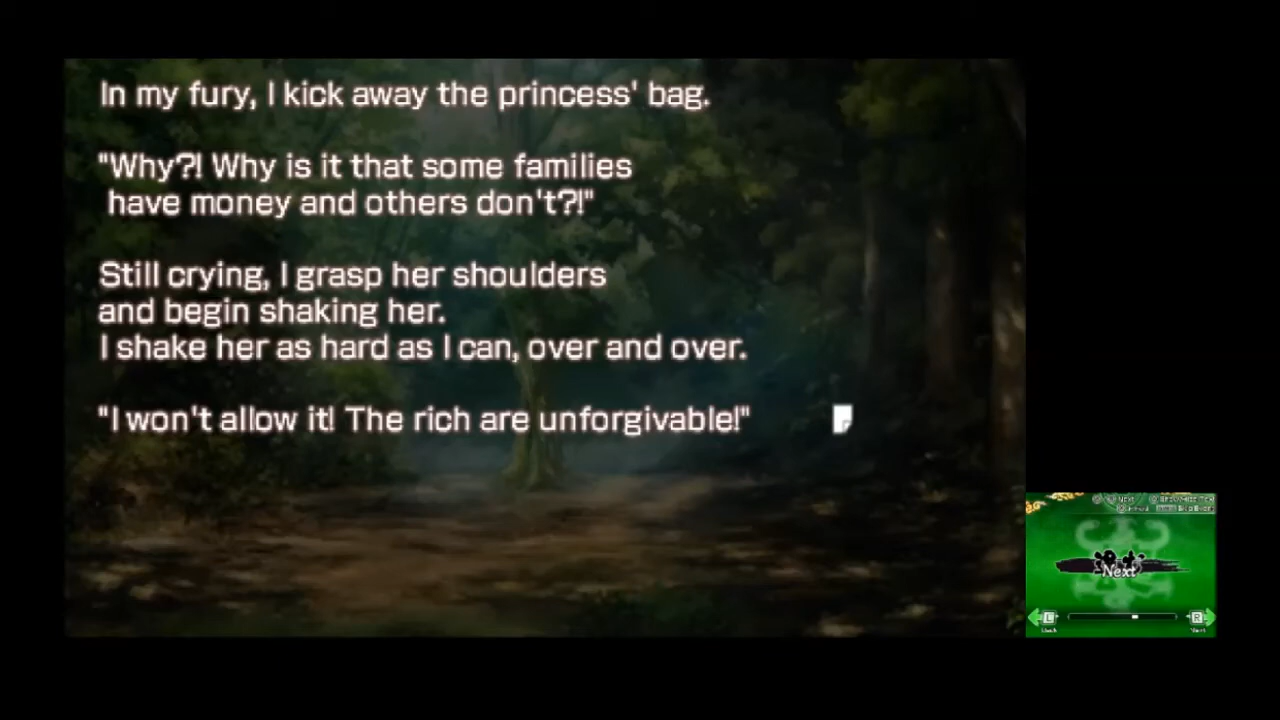 In my fury, I kick away the princess' bag.
"Why?! Why is it that some families
have money and others don't?!"
Still crying, I grasp her shoulders
and begin shaking her.
I shake her as hard as I can, over and over.
"I won't allow it! The rich are unforgivable!"
Next
L
R
Back
Next